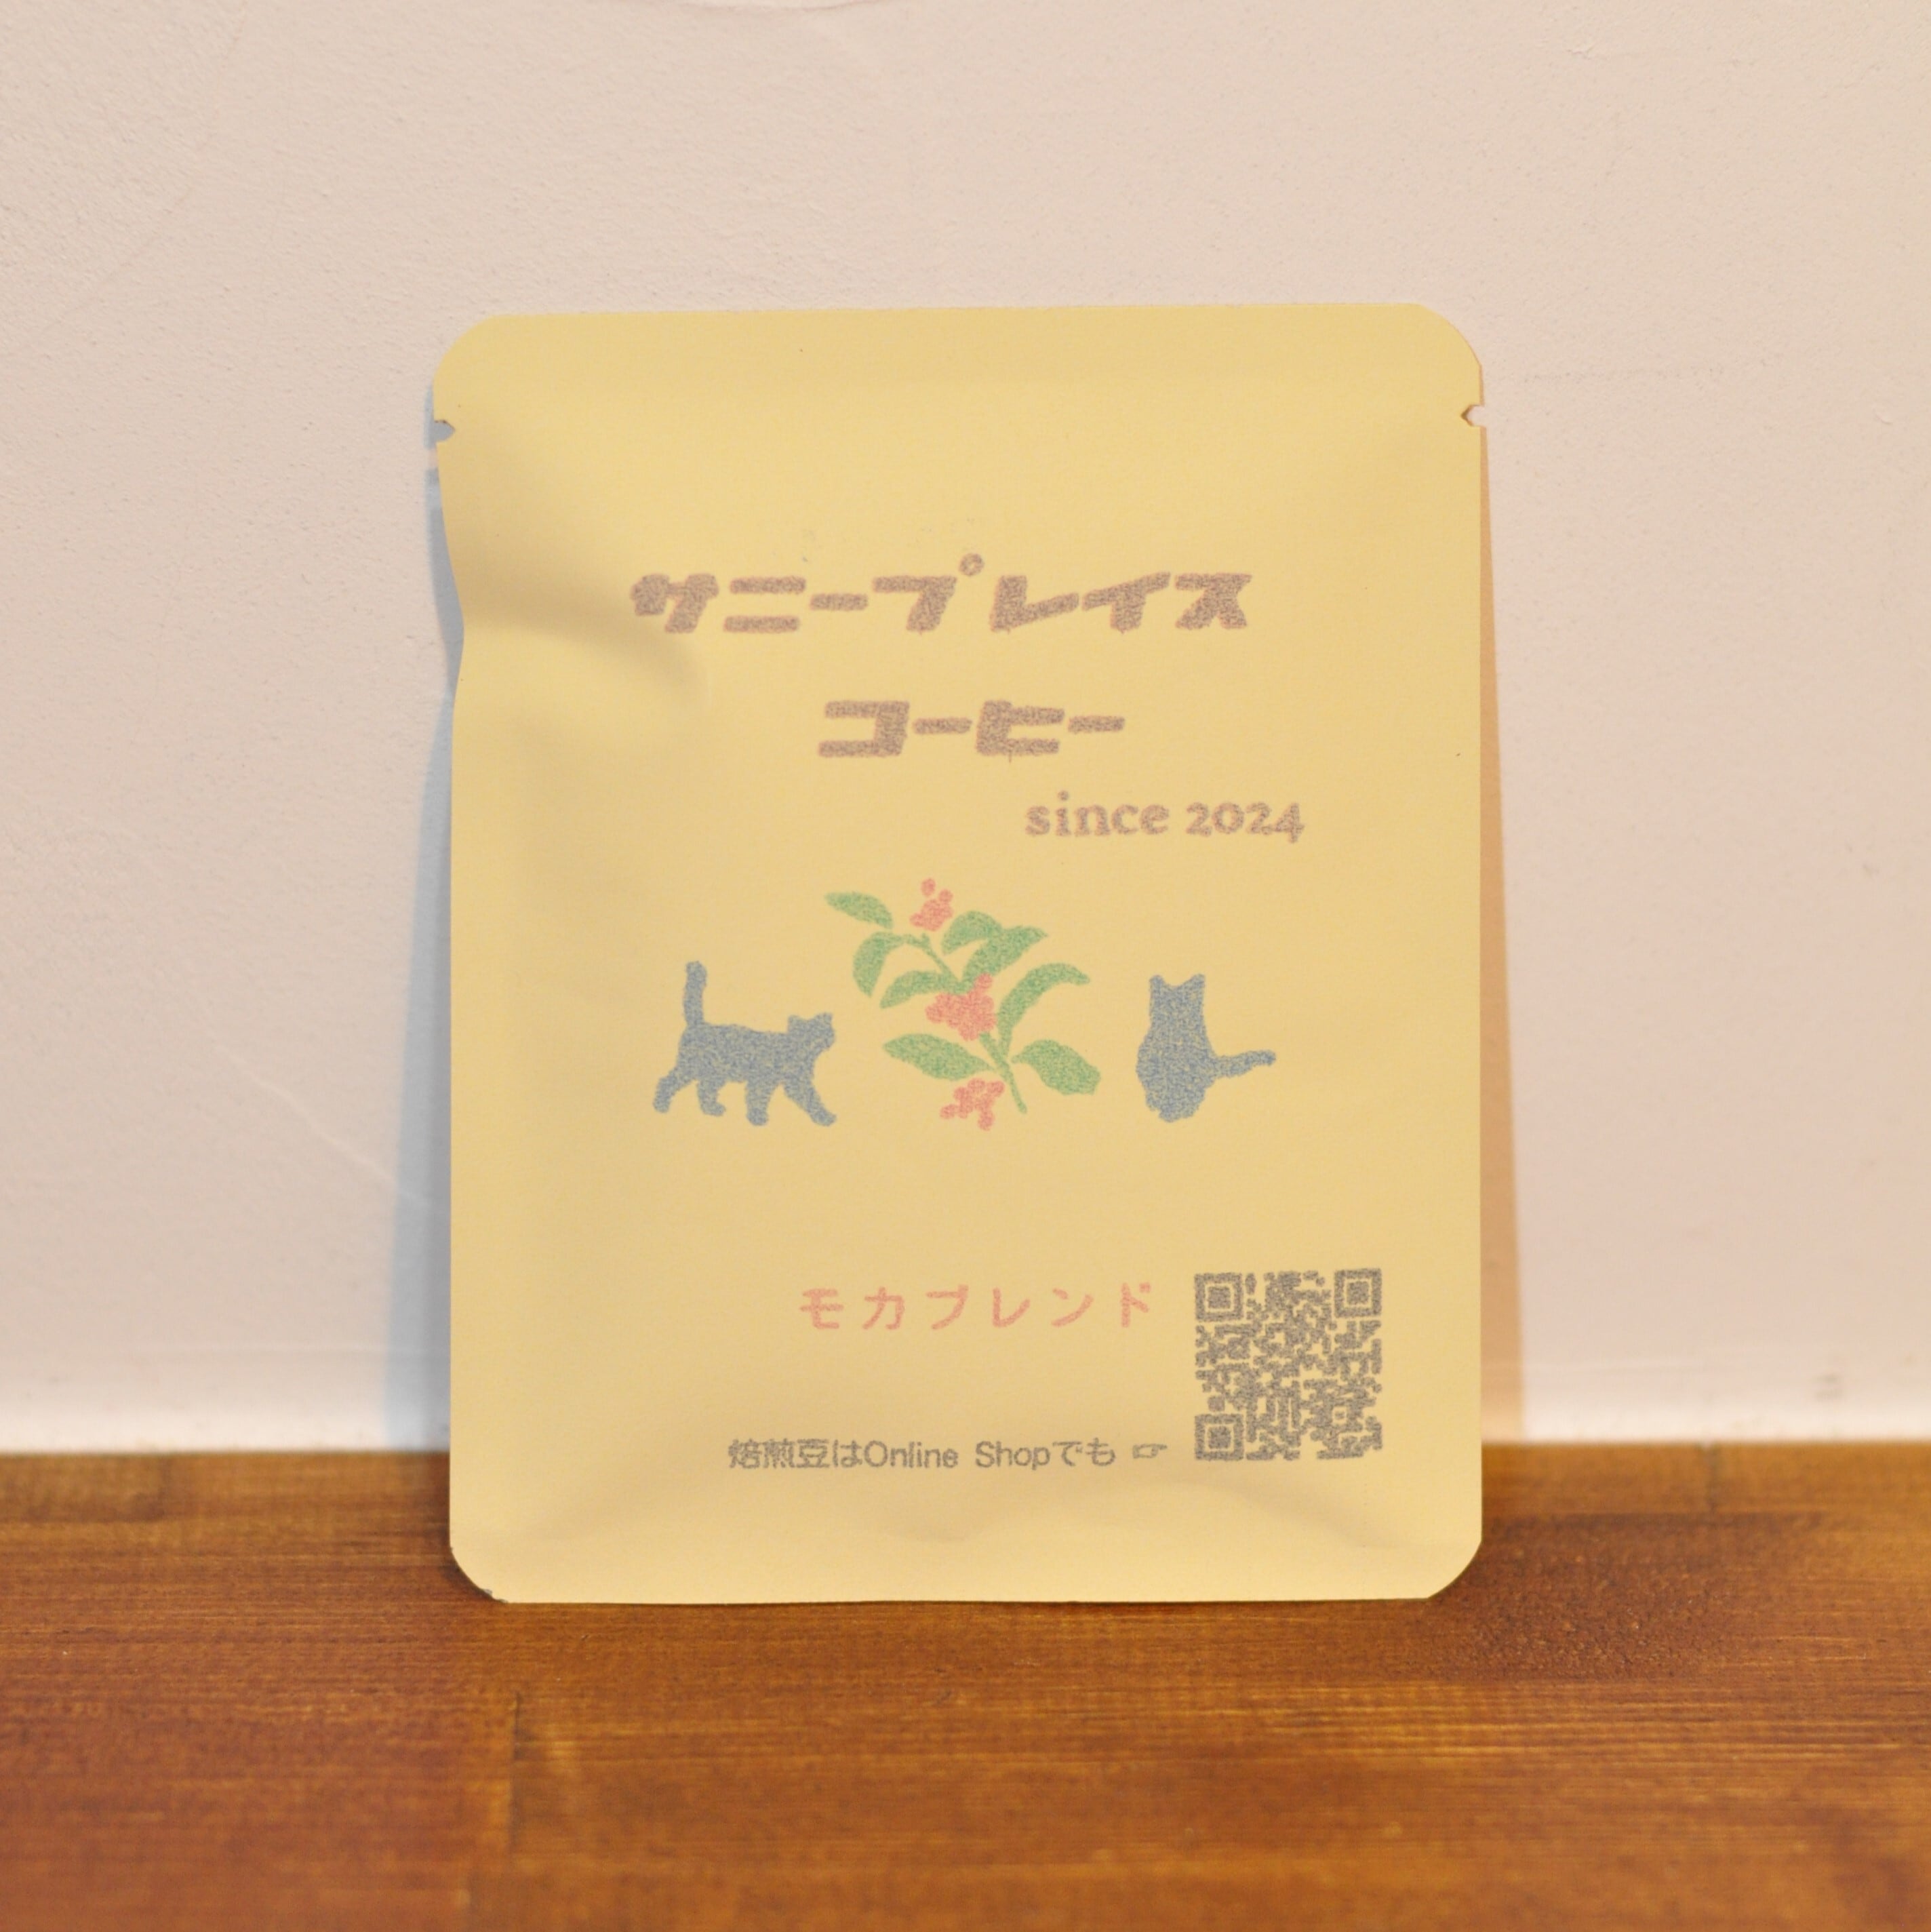 サニープレイス
コーヒー
since 2024
モカブレンド
焙煎豆はOnline Shopでも ☞